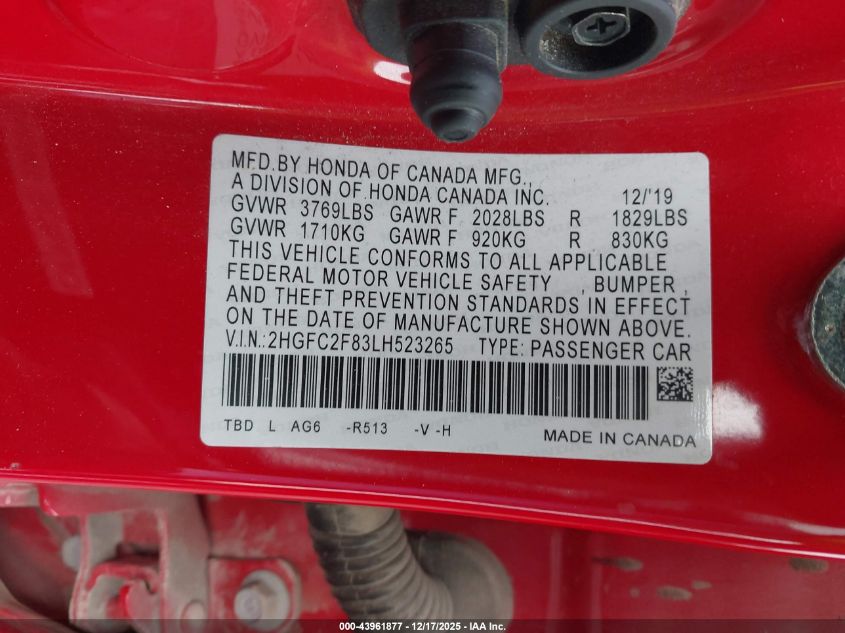 MFD.BY HONDA OF CANADA MFG.,
A DIVISION OF HONDA CANADA INC. 12/'19
GVWR 3769LBS GAWR F 2028LBS R 1829LBS
GVWR 1710KG GAWR F 920KG R 830KG
THIS VEHICLE CONFORMS TO ALL APPLICABLE
FEDERAL MOTOR VEHICLE SAFETY , BUMPER ,
AND THEFT PREVENTION STANDARDS IN EFFECT
ON THE DATE OF MANUFACTURE SHOWN ABOVE.
V.I.N.: 2HGFC2F83LH523265 TYPE: PASSENGER CAR
TBD L AG6 -R513 -V -H MADE IN CANADA
000-43961877 - 12/17/2025 - IAA Inc.